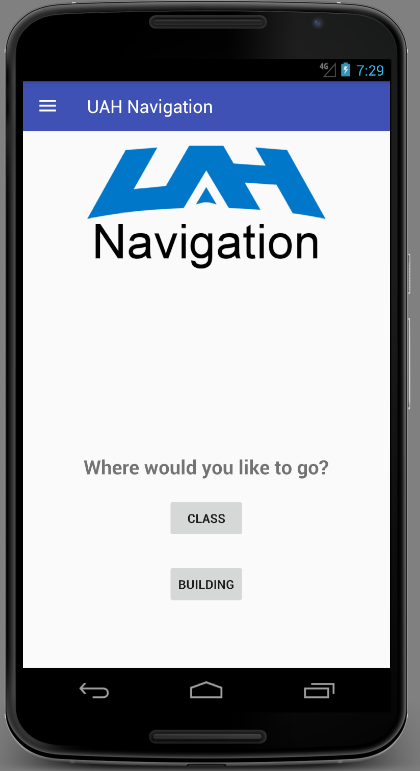 4G 7:29
UAH Navigation
UAH
Navigation
Where would you like to go?
CLASS
BUILDING